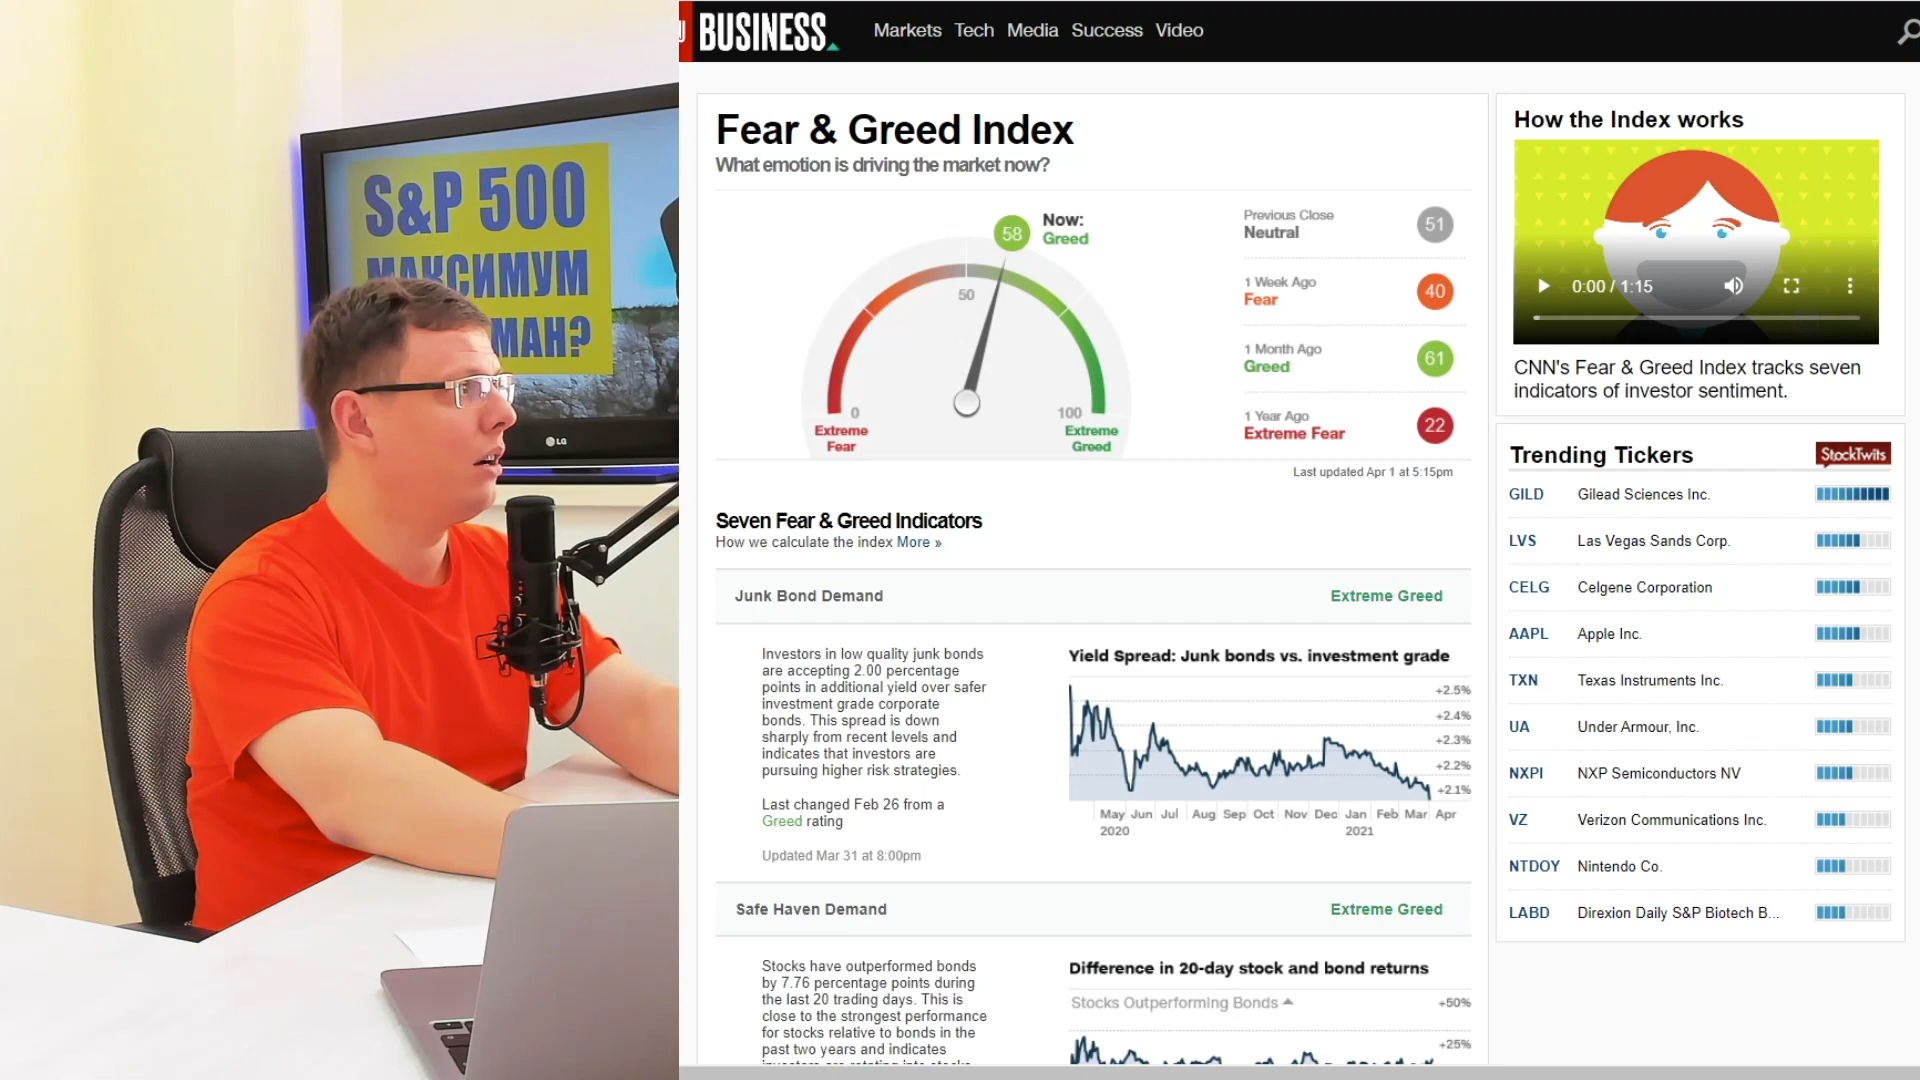 S&P 500
МАКСИМУМ
МАН?
LG
BUSINESS
Markets Tech Media Success Video
Fear & Greed Index
What emotion is driving the market now?
58
Now:
Greed
50
0
100
Extreme
Fear
Extreme
Greed
Previous Close
Neutral
51
1 Week Ago
Fear
40
1 Month Ago
Greed
61
1 Year Ago
Extreme Fear
22
Last updated Apr 1 at 5:15pm
Seven Fear & Greed Indicators
How we calculate the index More »
Junk Bond Demand
Extreme Greed
Investors in low quality junk bonds
are accepting 2.00 percentage
points in additional yield over safer
investment grade corporate
bonds. This spread is down
sharply from recent levels and
indicates that investors are
pursuing higher risk strategies.
Last changed Feb 26 from a
Greed rating
Updated Mar 31 at 8:00pm
Yield Spread: Junk bonds vs. investment grade
+2.5%
+2.4%
+2.3%
+2.2%
+2.1%
May Jun Jul Aug Sep Oct Nov Dec Jan Feb Mar Apr
2020 2021
Safe Haven Demand
Extreme Greed
Stocks have outperformed bonds
by 7.76 percentage points during
the last 20 trading days. This is
close to the strongest performance
for stocks relative to bonds in the
past two years and indicates
Difference in 20-day stock and bond returns
Stocks Outperforming Bonds
+50%
+25%
How the Index works
0:00 / 1:15
CNN's Fear & Greed Index tracks seven
indicators of investor sentiment.
Trending Tickers
StockTwits
GILD Gilead Sciences Inc.
LVS Las Vegas Sands Corp.
CELG Celgene Corporation
AAPL Apple Inc.
TXN Texas Instruments Inc.
UA Under Armour, Inc.
NXPI NXP Semiconductors NV
VZ Verizon Communications Inc.
NTDOY Nintendo Co.
LABD Direxion Daily S&P Biotech B...